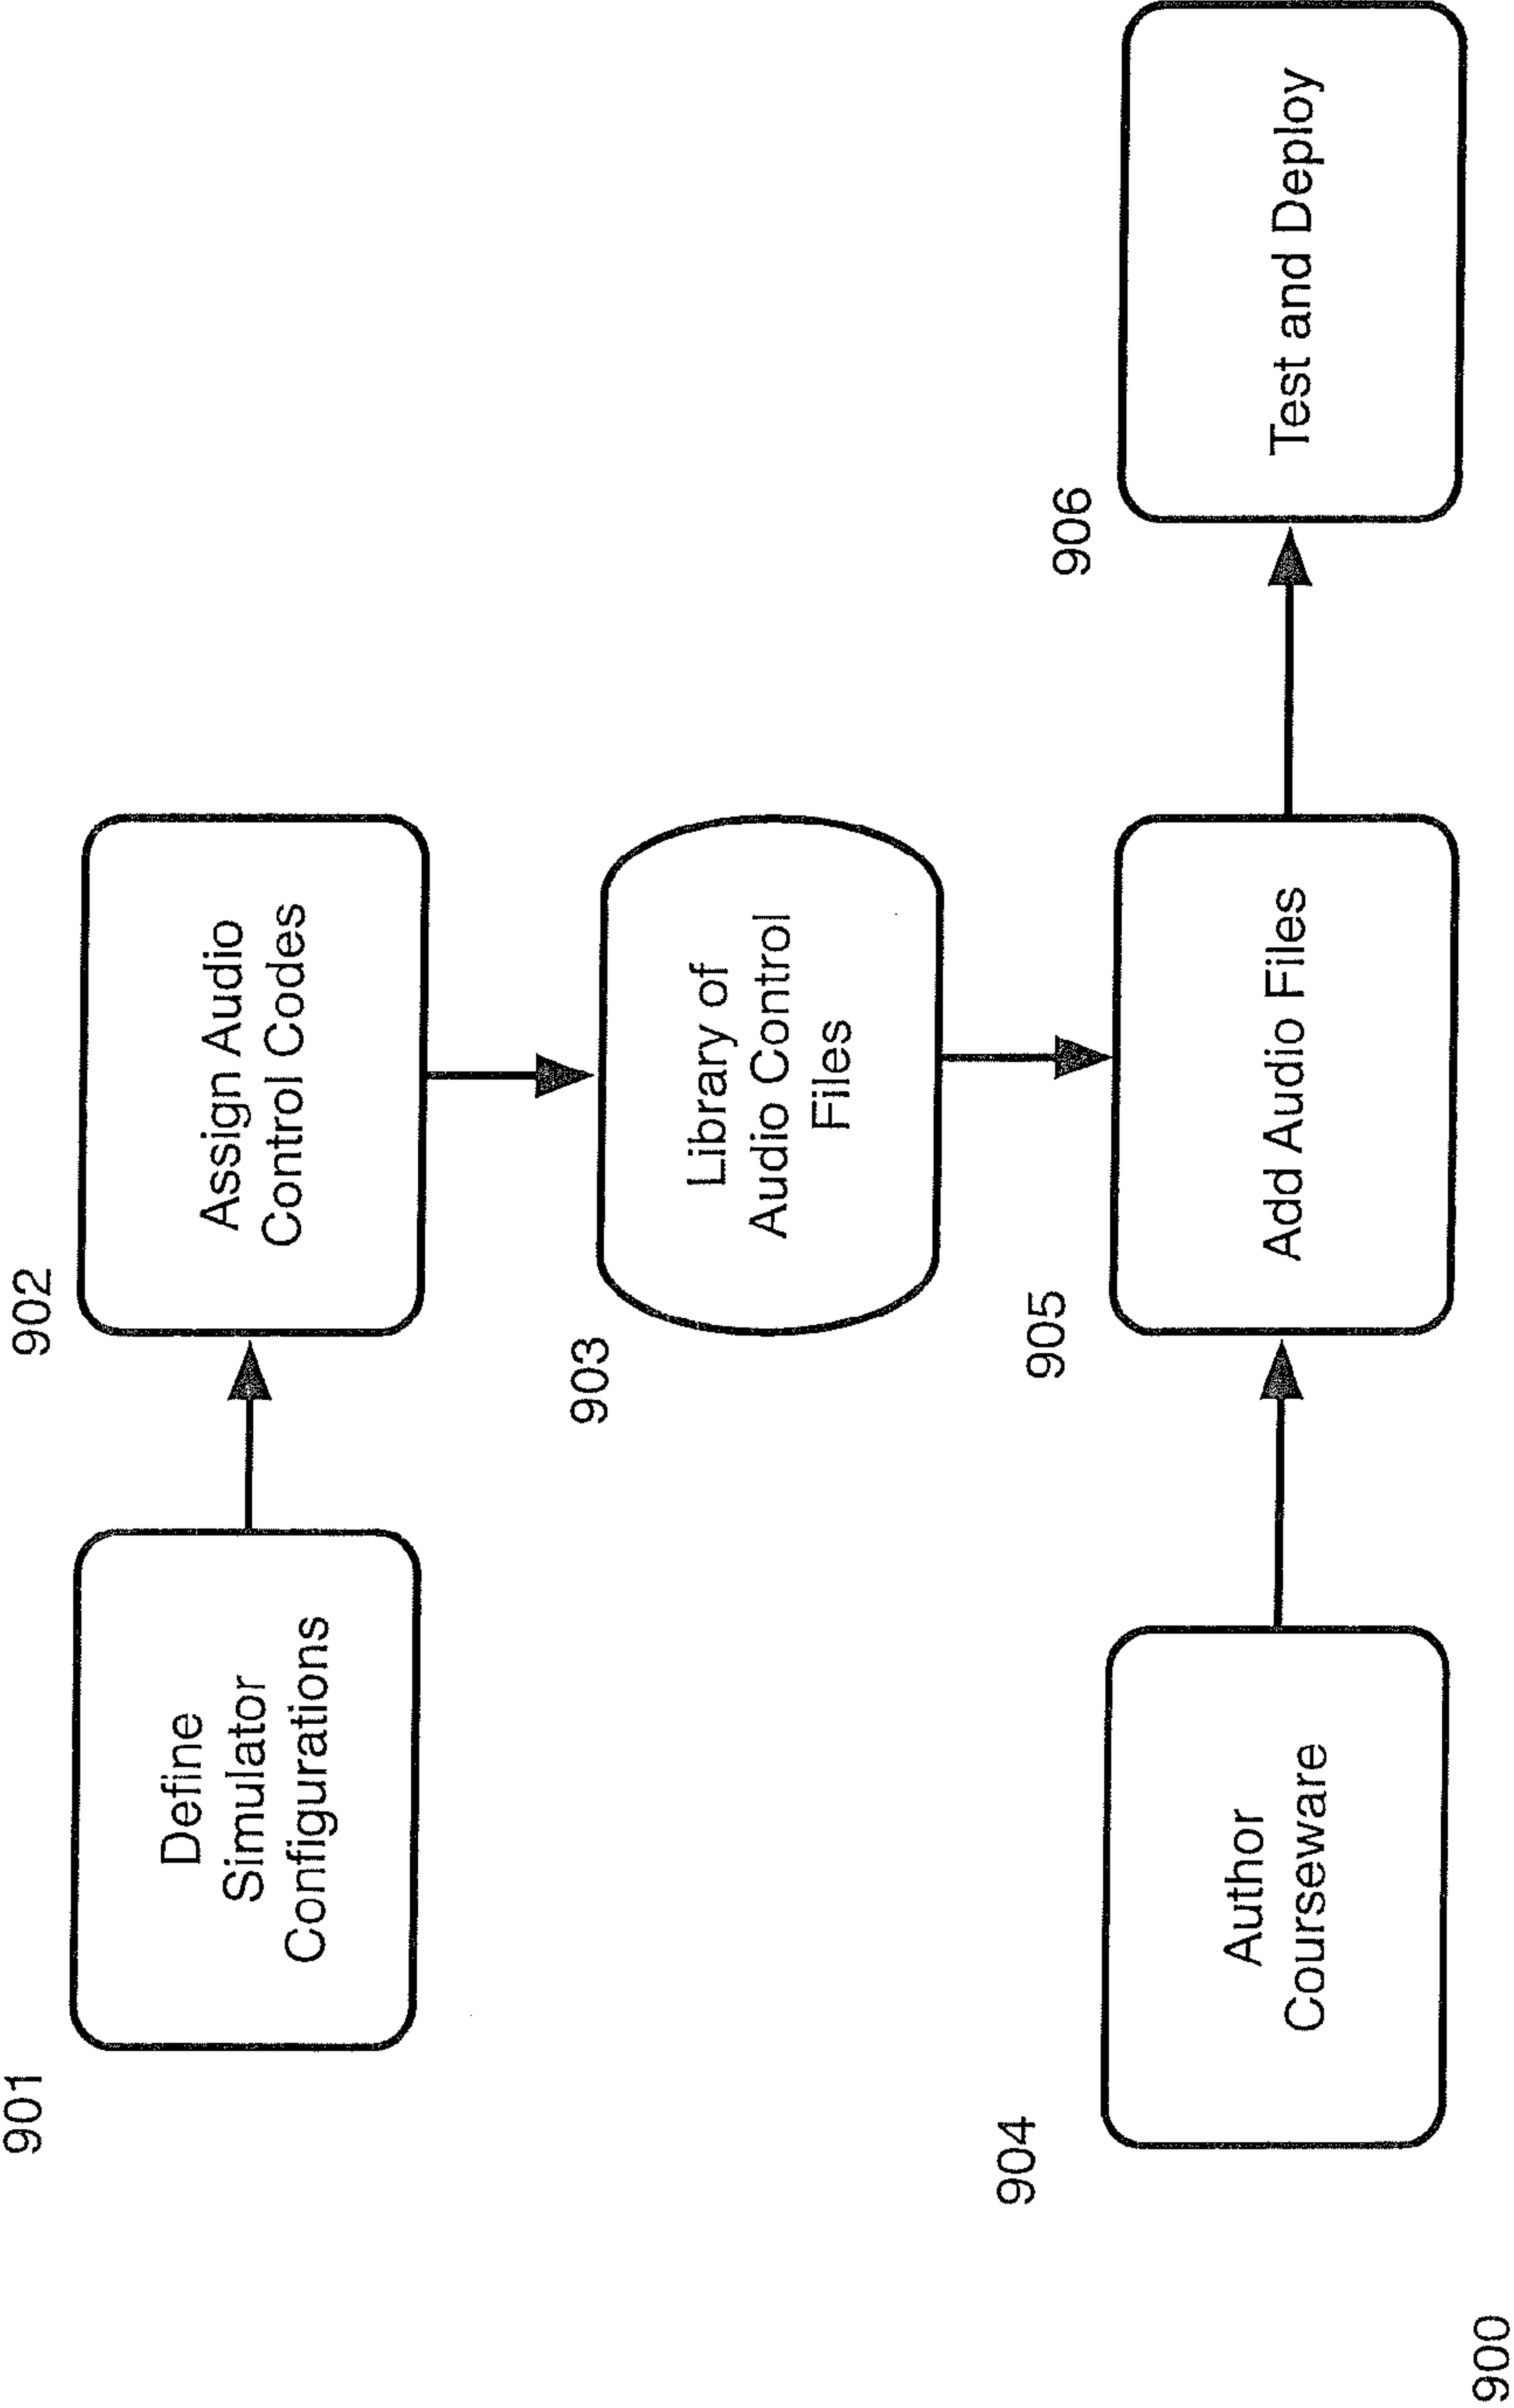 901
Define
Simulator
Configurations
902
Assign Audio
Control Codes
903
Library of
Audio Control
Files
904
Author
Courseware
905
Add Audio Files
906
Test and Deploy
900